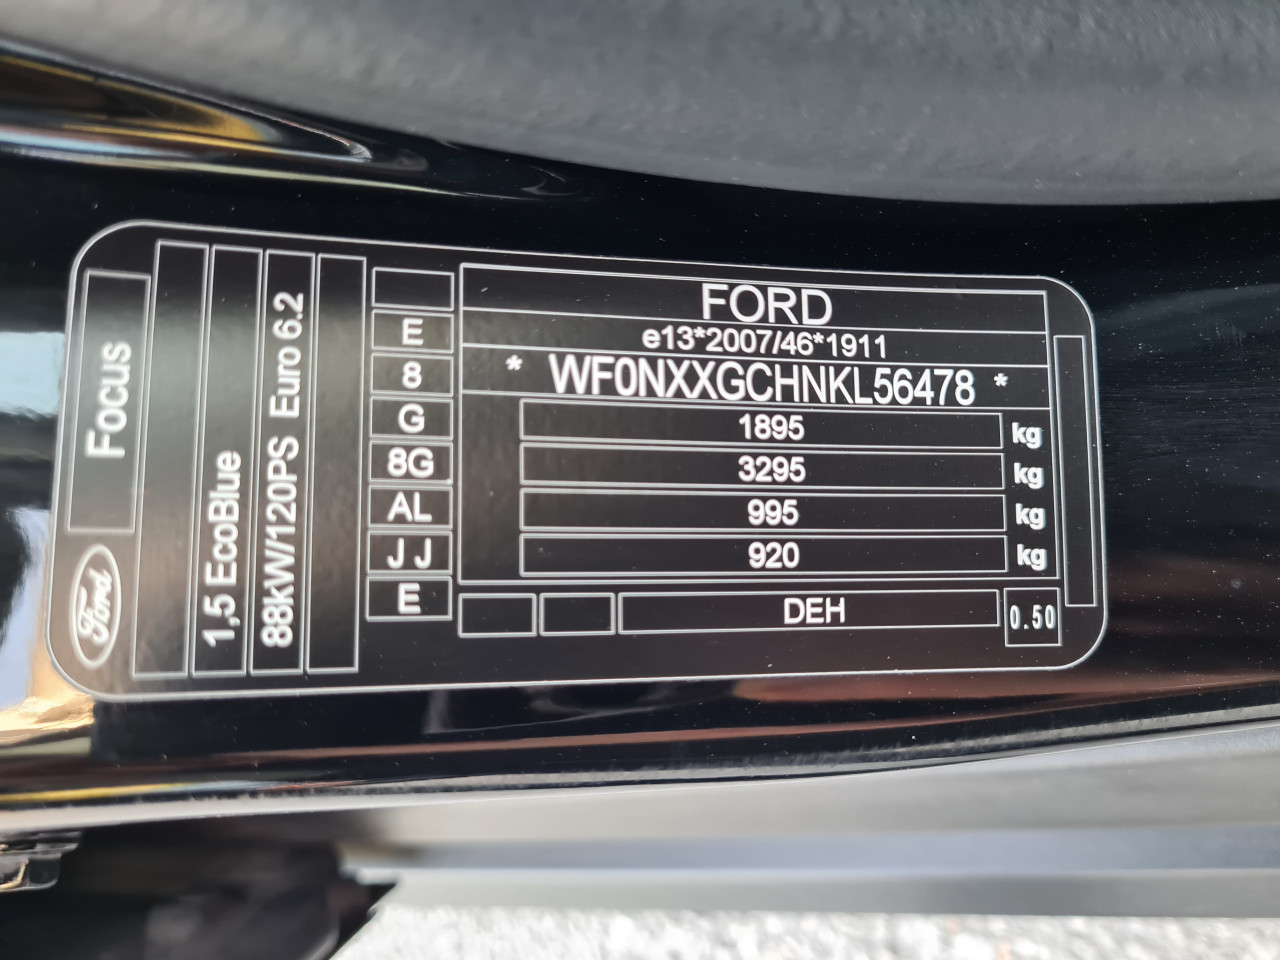 Ford
Focus
1,5 EcoBlue
88kW/120PS Euro 6.2
E
8
G
8G
AL
J J
E
FORD
e13*2007/46*1911
* WF0NXXGCHNKL56478 *
1895 kg
3295 kg
995 kg
920 kg
DEH
0.50